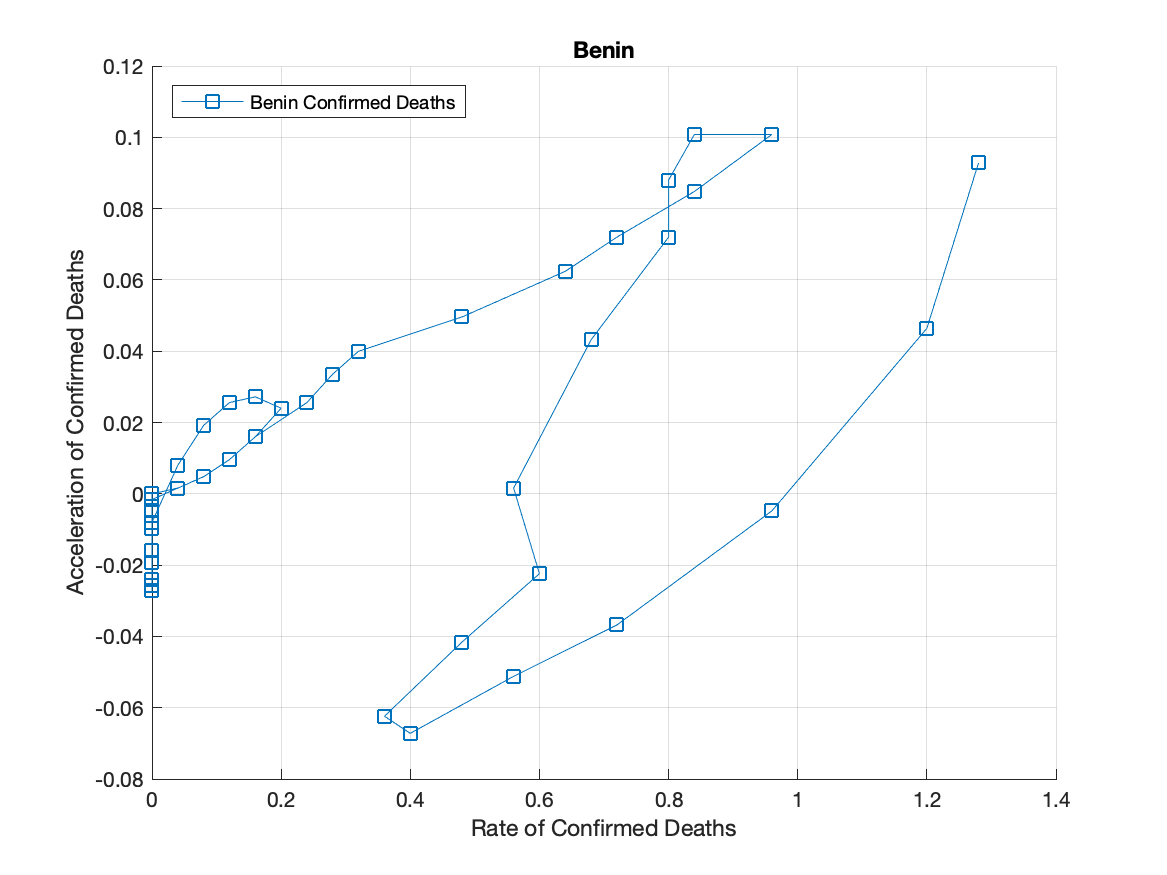 Benin
Benin Confirmed Deaths
Acceleration of Confirmed Deaths
0.12
0.1
0.08
0.06
0.04
0.02
0
-0.02
-0.04
-0.06
-0.08
0 0.2 0.4 0.6 0.8 1 1.2 1.4
Rate of Confirmed Deaths